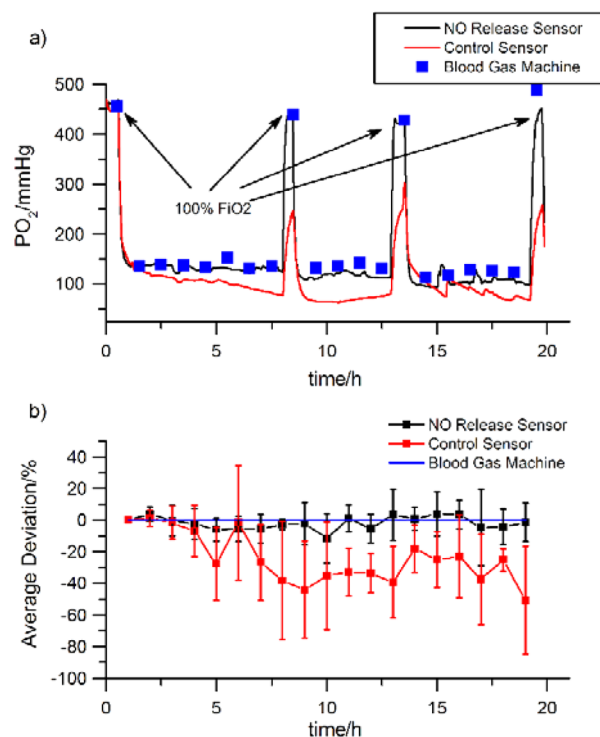 a)
NO Release Sensor
Control Sensor
Blood Gas Machine
500
400
300
200
100
PO2/mmHg
100% FiO2
0 5 10 15 20
time/h
b)
NO Release Sensor
Control Sensor
Blood Gas Machine
40
20
0
-20
-40
-60
-80
-100
Average Deviation/%
0 5 10 15 20
time/h